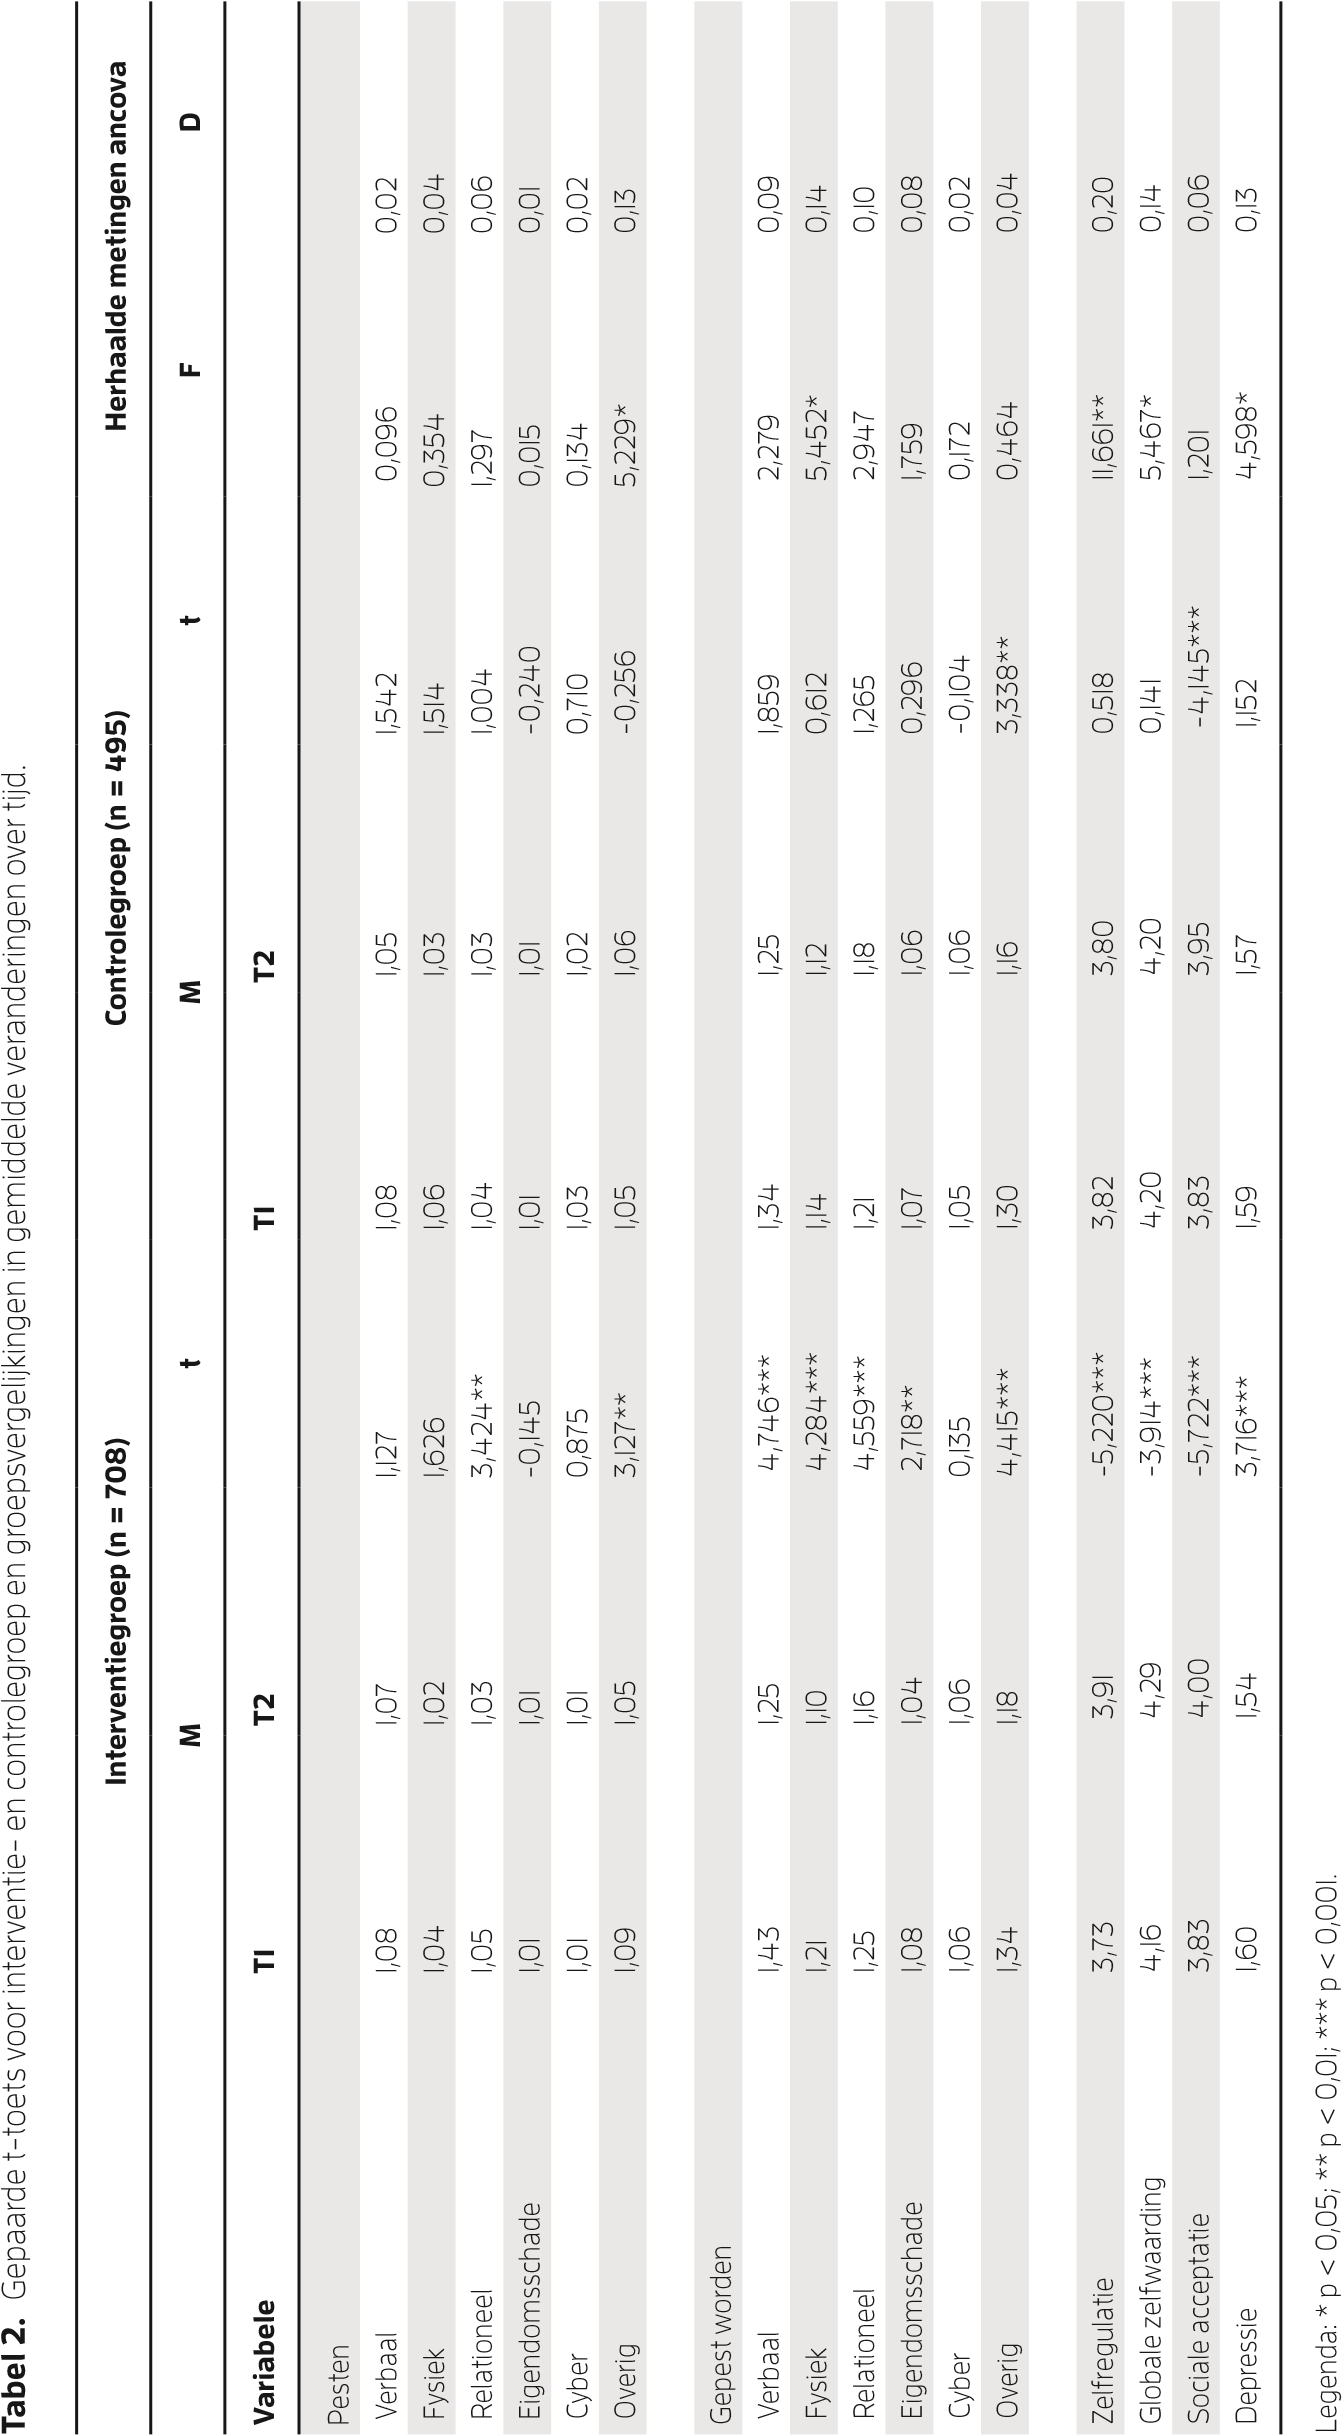 Tabel 2. Gepaarde t-toets voor interventie- en controlegroep en groepsvergelijkingen in gemiddelde veranderingen over tijd.
Interventiegroep (n = 708) Controlegroep (n = 495) Herhaalde metingen ancova
M t M t F D
Variabele T1 T2 T1 T2
Pesten
Verbaal 1,08 1,07 1,127 1,08 1,05 1,542 0,096 0,02
Fysiek 1,04 1,02 1,626 1,06 1,03 1,514 0,354 0,04
Relationeel 1,05 1,03 3,424** 1,04 1,03 1,004 1,297 0,06
Eigendomsschade 1,01 1,01 -0,145 1,01 1,01 -0,240 0,015 0,01
Cyber 1,01 1,01 0,875 1,03 1,02 0,710 0,134 0,02
Overig 1,09 1,05 3,127** 1,05 1,06 -0,256 5,229* 0,13
Gepest worden
Verbaal 1,43 1,25 4,746*** 1,34 1,25 1,859 2,279 0,09
Fysiek 1,21 1,10 4,284*** 1,14 1,12 0,612 5,452* 0,14
Relationeel 1,25 1,16 4,559*** 1,21 1,18 1,265 2,947 0,10
Eigendomsschade 1,08 1,04 2,718** 1,07 1,06 0,296 1,759 0,08
Cyber 1,06 1,06 0,135 1,05 1,06 -0,104 0,172 0,02
Overig 1,34 1,18 4,415*** 1,30 1,16 3,338** 0,464 0,04
Zelfregulatie 3,73 3,91 -5,220*** 3,82 3,80 0,518 11,661** 0,20
Globale zelfwaarding 4,16 4,29 -3,914*** 4,20 4,20 0,141 5,467* 0,14
Sociale acceptatie 3,83 4,00 -5,722*** 3,83 3,95 -4,145*** 1,201 0,06
Depressie 1,60 1,54 3,716*** 1,59 1,57 1,152 4,598* 0,13
Legenda: * p < 0,05; ** p < 0,01; *** p < 0,001.